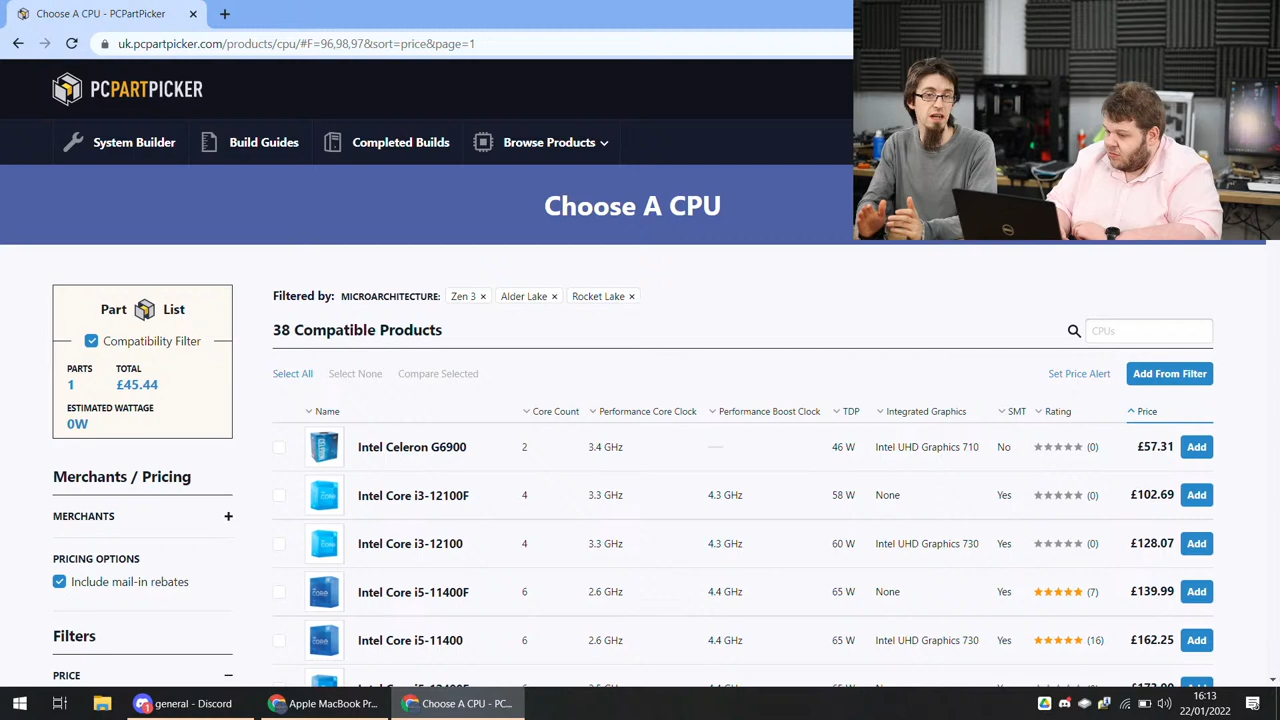 Choose A CPU - PCPartPicker
uk.pcpartpicker.com/products/cpu/#F=96,98,97&sort=price&page=1
PCPARTPICKER
System Builder
Build Guides
Completed Builds
Browse Products
Choose A CPU
Part List
Compatibility Filter
PARTS TOTAL
1 £45.44
ESTIMATED WATTAGE
0W
Merchants / Pricing
MERCHANTS
PRICING OPTIONS
Include mail-in rebates
Filters
PRICE
Filtered by: MICROARCHITECTURE: Zen 3 × Alder Lake × Rocket Lake ×
38 Compatible Products
CPUs
Select All Select None Compare Selected
Set Price Alert Add From Filter
Name Core Count Performance Core Clock Performance Boost Clock TDP Integrated Graphics SMT Rating Price
Intel Celeron G6900 2 3.4 GHz 46 W Intel UHD Graphics 710 No (0) £57.31 Add
Intel Core i3-12100F 4 3.3 GHz 4.3 GHz 58 W None Yes (0) £102.69 Add
Intel Core i3-12100 4 3.3 GHz 4.3 GHz 60 W Intel UHD Graphics 730 Yes (0) £128.07 Add
Intel Core i5-11400F 6 2.6 GHz 4.4 GHz 65 W None Yes (7) £139.99 Add
Intel Core i5-11400 6 2.6 GHz 4.4 GHz 65 W Intel UHD Graphics 730 Yes (16) £162.25 Add
general - Discord
Apple MacBo
Choose A CPU - PC...
16:13
22/01/2022